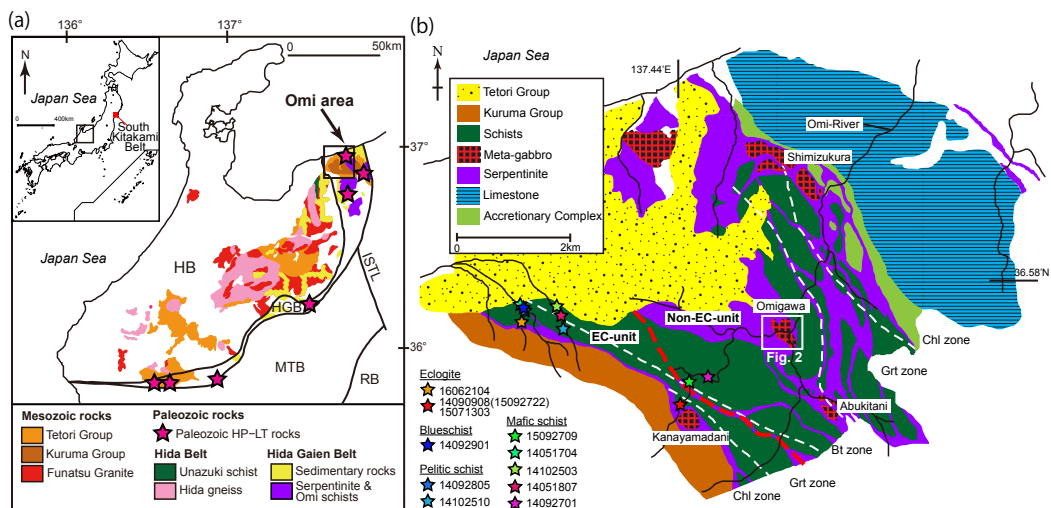 (a)
136°
137°
N
Japan Sea
0
400km
South
Kitakami
Belt
0
50km
Omi area
37°
Japan Sea
HB
HGB
ISTL
MTB
RB
36°
Mesozoic rocks
Tetori Group
Kuruma Group
Funatsu Granite
Paleozoic rocks
Paleozoic HP−LT rocks
Hida Belt
Unazuki schist
Hida gneiss
Hida Gaien Belt
Sedimentary rocks
Serpentinite &
Omi schists
(b)
Japan Sea
N
137.44'E
Tetori Group
Kuruma Group
Schists
Meta-gabbro
Serpentinite
Limestone
Accretionary Complex
0
2km
Omi-River
Shimizukura
36.58'N
Omigawa
Non-EC-unit
EC-unit
Fig. 2
Chl zone
Grt zone
Abukitani
Kanayamadani
Bt zone
Grt zone
Chl zone
Eclogite
16062104
14090908(15092722)
15071303
Blueschist
14092901
Pelitic schist
14092805
14102510
Mafic schist
15092709
14051704
14102503
14051807
14092701